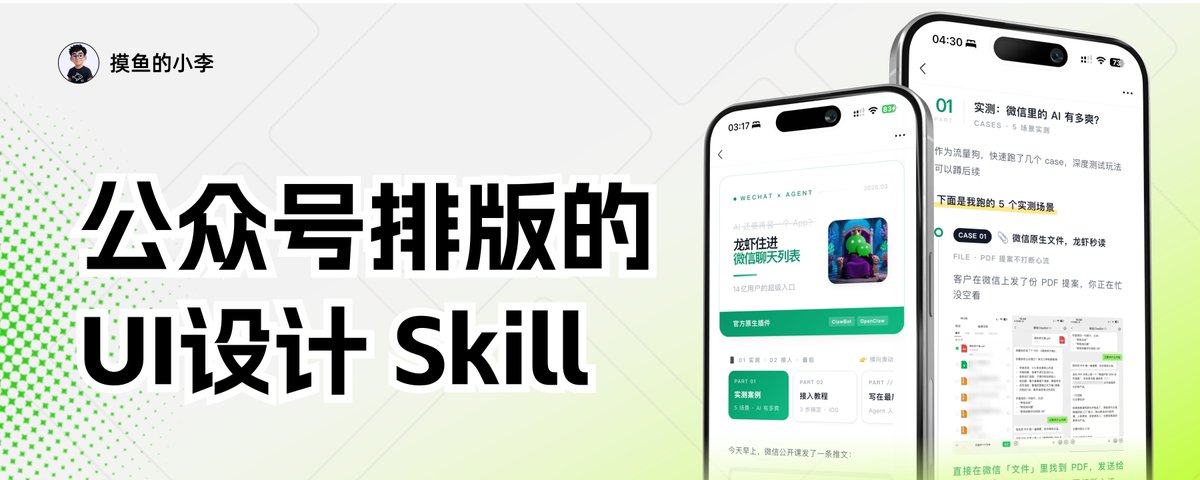 摸鱼的小李
公众号排版的
UI设计 Skill
03:17
83
WECHAT × AGENT
2026.03
AI 还要再装一个 App?
龙虾住进
微信聊天列表
14亿用户的超级入口
官方原生插件
ClawBot
OpenClaw
01 实测 · 02 接入 · 最后
👉 横向滑动
PART 01
实测案例
5 场景 · AI 有多爽
PART 02
接入教程
3 步搞定 · iOS
PART //
写在最后
Agent 入
今天早上，微信公开课发了一条推文：
04:30
73
01
PART
实测：微信里的 AI 有多爽?
CASES · 5 场景实测
作为流量狗，快速跑了几个 case，深度测试玩法
可以蹲后续
下面是我跑的 5 个实测场景
CASE 01
📎 微信原生文件，龙虾秒读
FILE · PDF 提案不打断心流
客户在微信上发了份 PDF 提案，你正在忙
没空看
直接在微信「文件」里找到 PDF，发送给